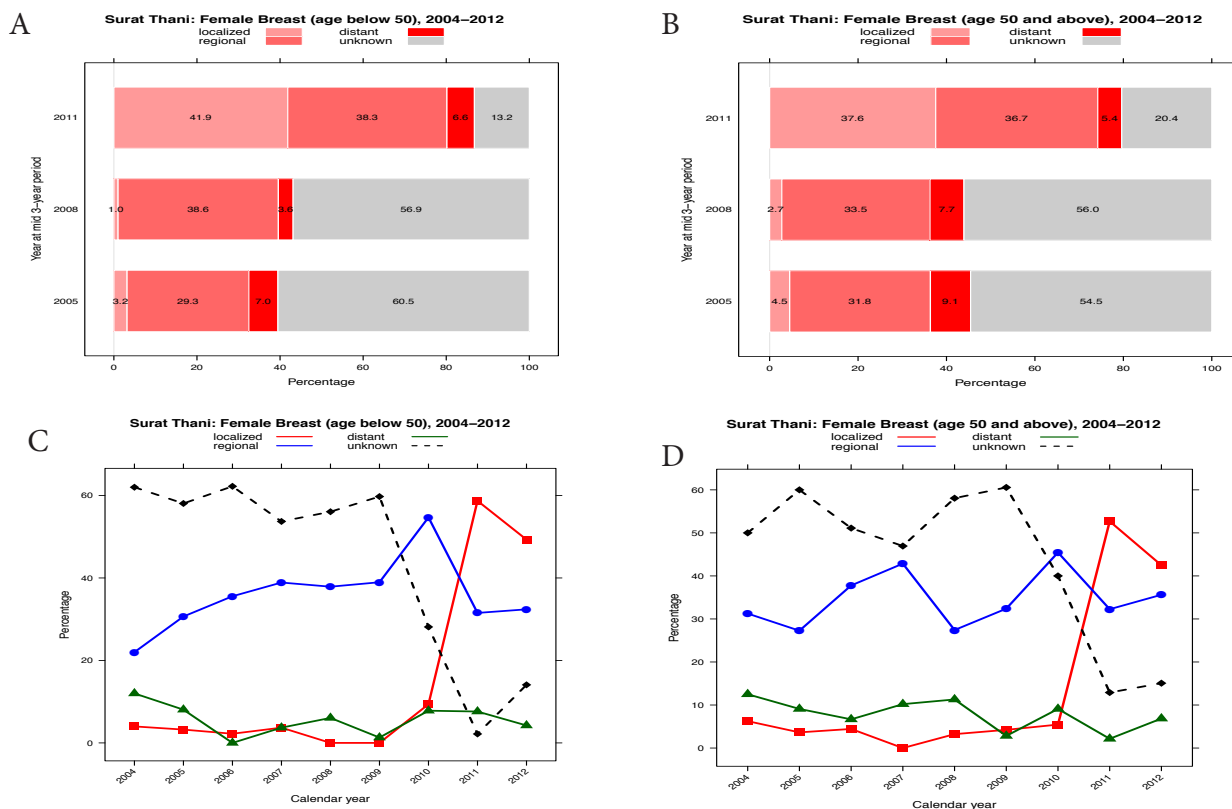 A
Surat Thani: Female Breast (age below 50), 2004–2012
localized distant
regional unknown
Year at mid 3−year period
2011
41.9 38.3 6.6 13.2
2008
1.0 38.6 3.6 56.9
2005
3.2 29.3 7.0 60.5
0 20 40 60 80 100
Percentage
B
Surat Thani: Female Breast (age 50 and above), 2004–2012
localized distant
regional unknown
Year at mid 3−year period
2011
37.6 36.7 5.4 20.4
2008
2.7 33.5 7.7 56.0
2005
4.5 31.8 9.1 54.5
0 20 40 60 80 100
Percentage
C
Surat Thani: Female Breast (age below 50), 2004–2012
localized distant
regional unknown
Percentage
60
40
20
0
2004 2005 2006 2007 2008 2009 2010 2011 2012
Calendar year
D
Surat Thani: Female Breast (age 50 and above), 2004–2012
localized distant
regional unknown
Percentage
60
50
40
30
20
10
0
2004 2005 2006 2007 2008 2009 2010 2011 2012
Calendar year